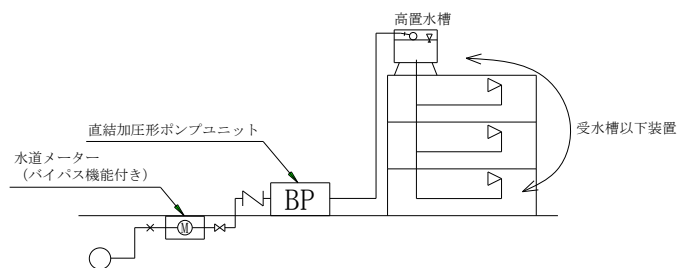 高置水槽
直結加圧形ポンプユニット
水道メーター
（バイパス機能付き）
受水槽以下装置
BP
M